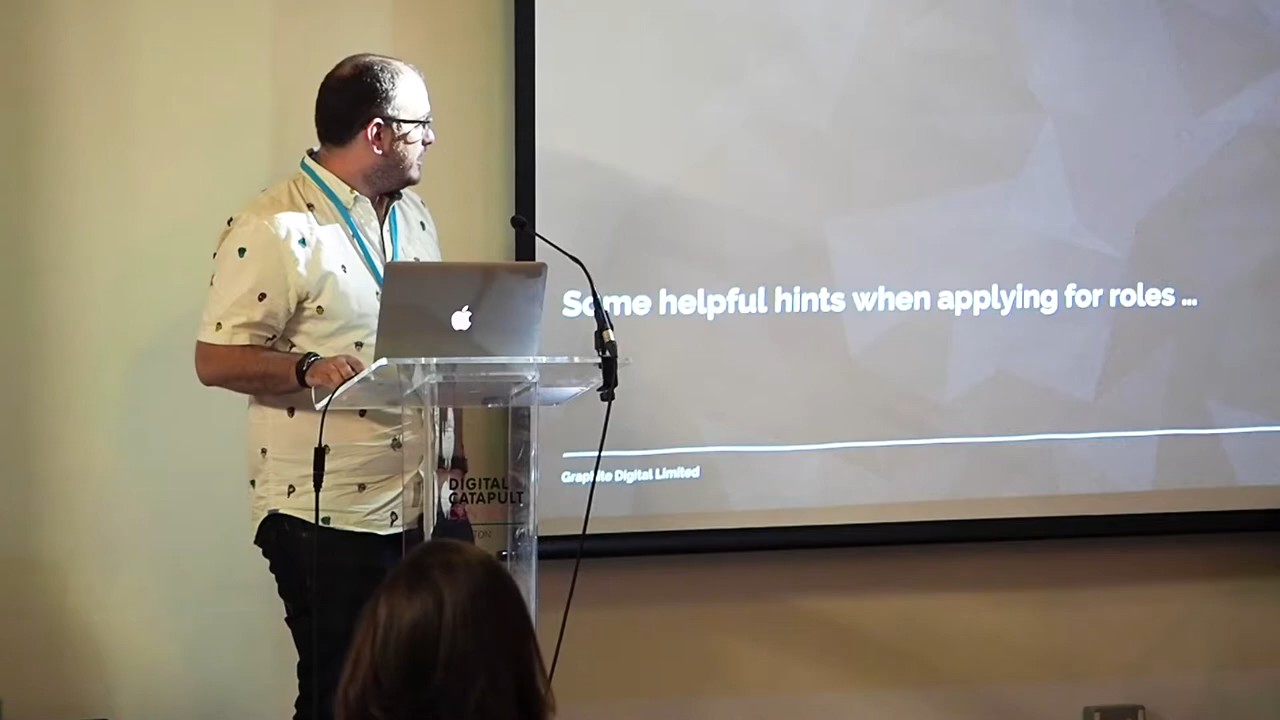 Some helpful hints when applying for roles ...
Graphite Digital Limited
DIGITAL
CATAPULT